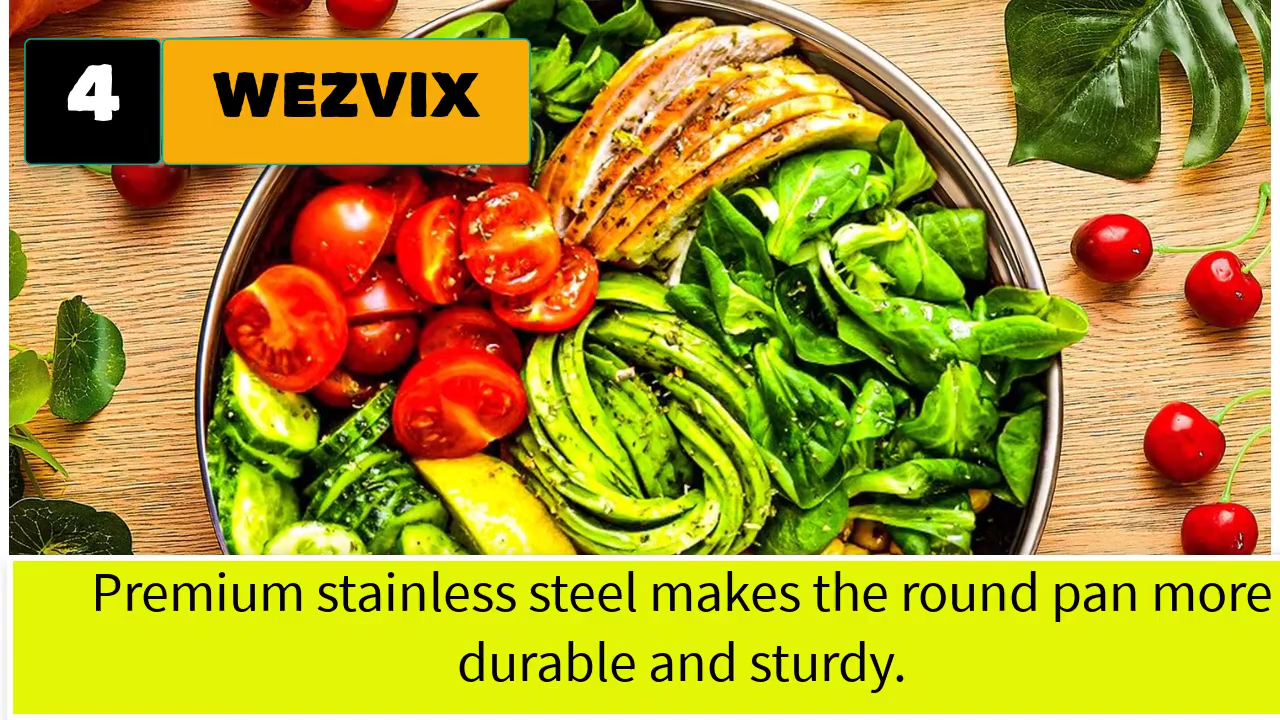 4
WEZVIX
Premium stainless steel makes the round pan more
durable and sturdy.